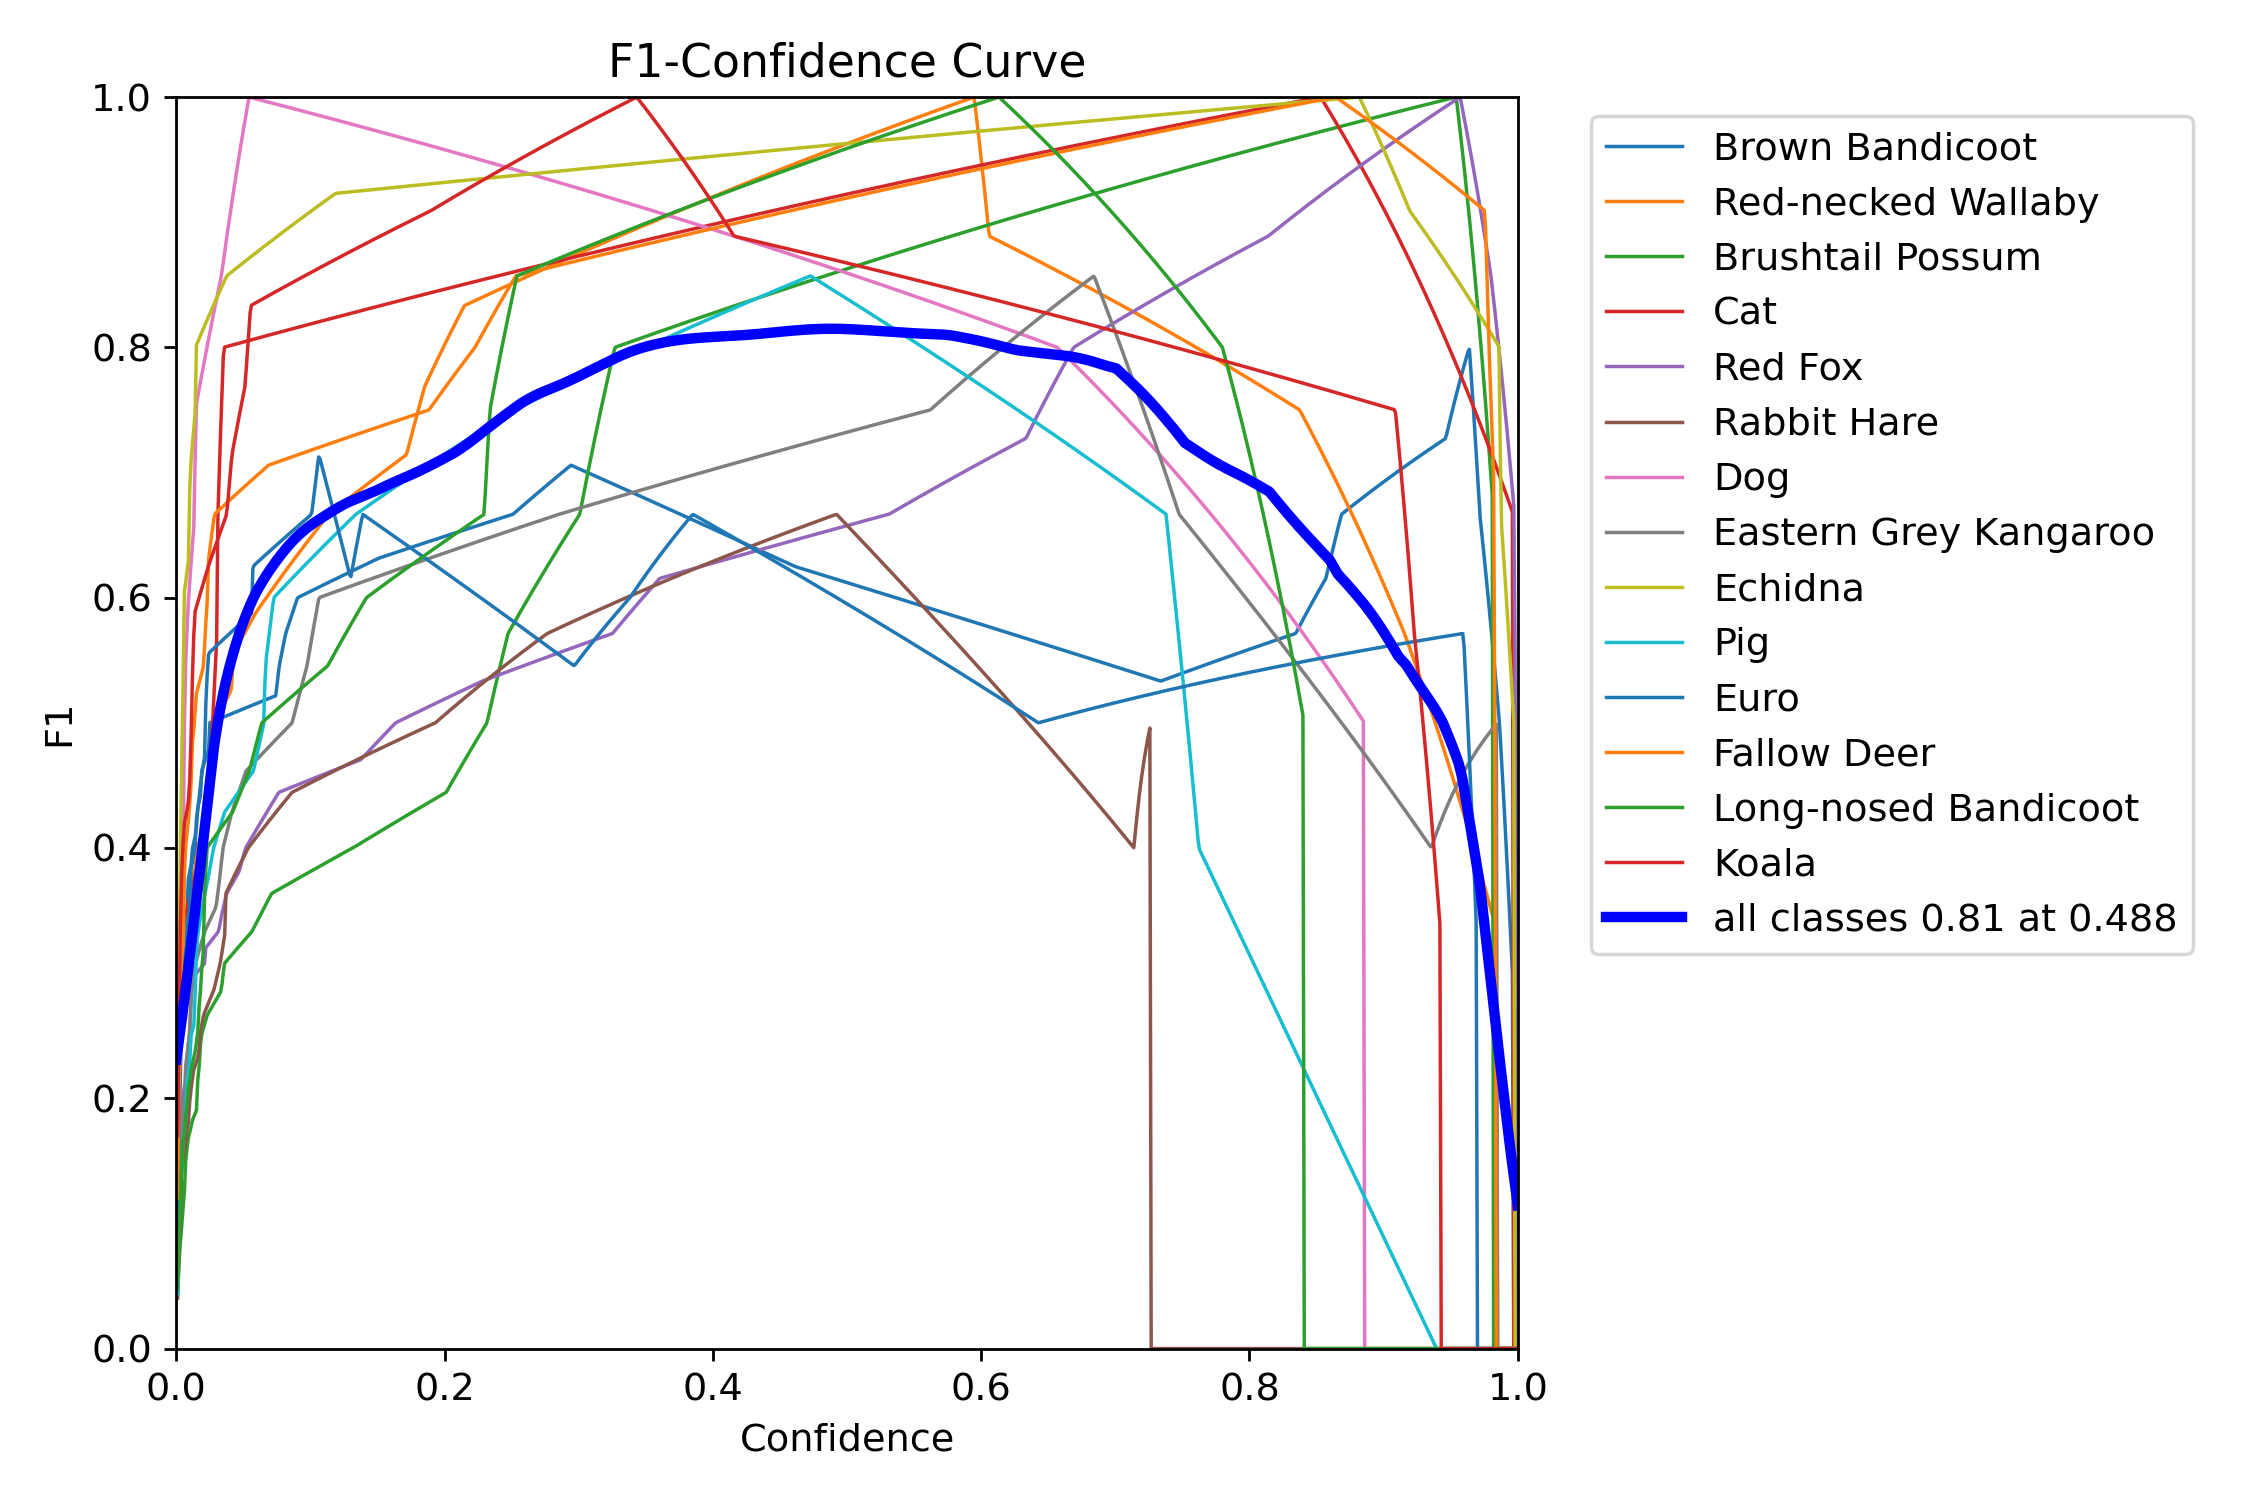 F1-Confidence Curve
1.0
0.8
0.6
0.4
0.2
0.0
F1
0.0 0.2 0.4 0.6 0.8 1.0
Confidence
Brown Bandicoot
Red-necked Wallaby
Brushtail Possum
Cat
Red Fox
Rabbit Hare
Dog
Eastern Grey Kangaroo
Echidna
Pig
Euro
Fallow Deer
Long-nosed Bandicoot
Koala
all classes 0.81 at 0.488